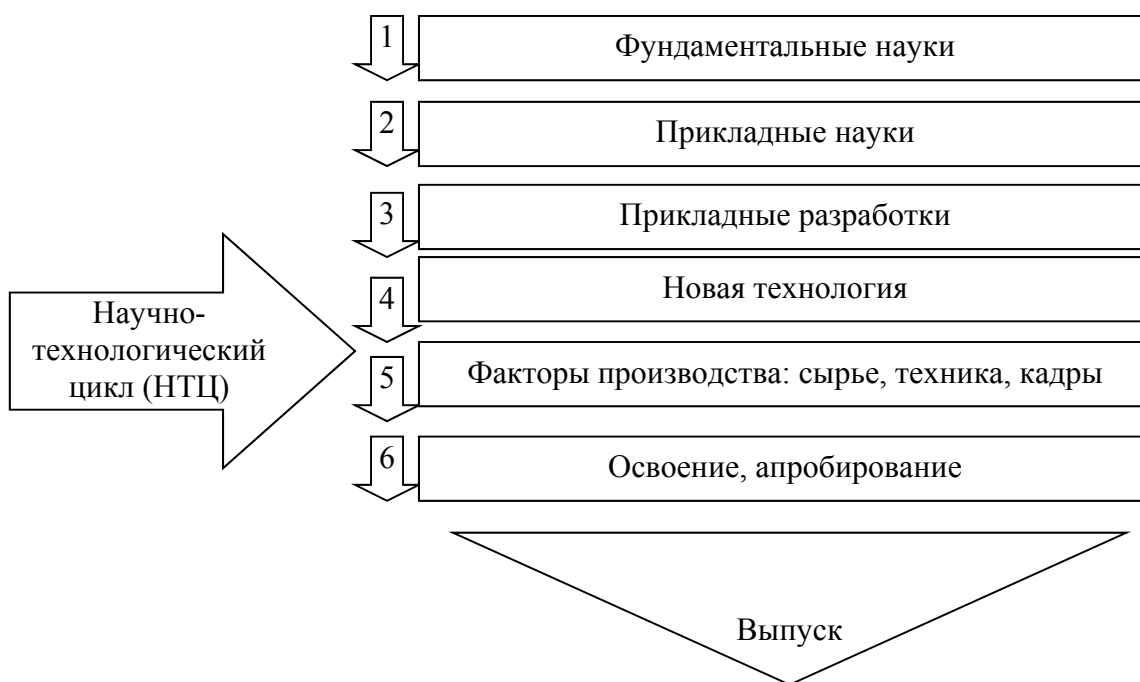 1
Фундаментальные науки
2
Прикладные науки
3
Прикладные разработки
4
Новая технология
Научно-
технологический
цикл (НТЦ)
5
Факторы производства: сырье, техника, кадры
6
Освоение, апробирование
Выпуск